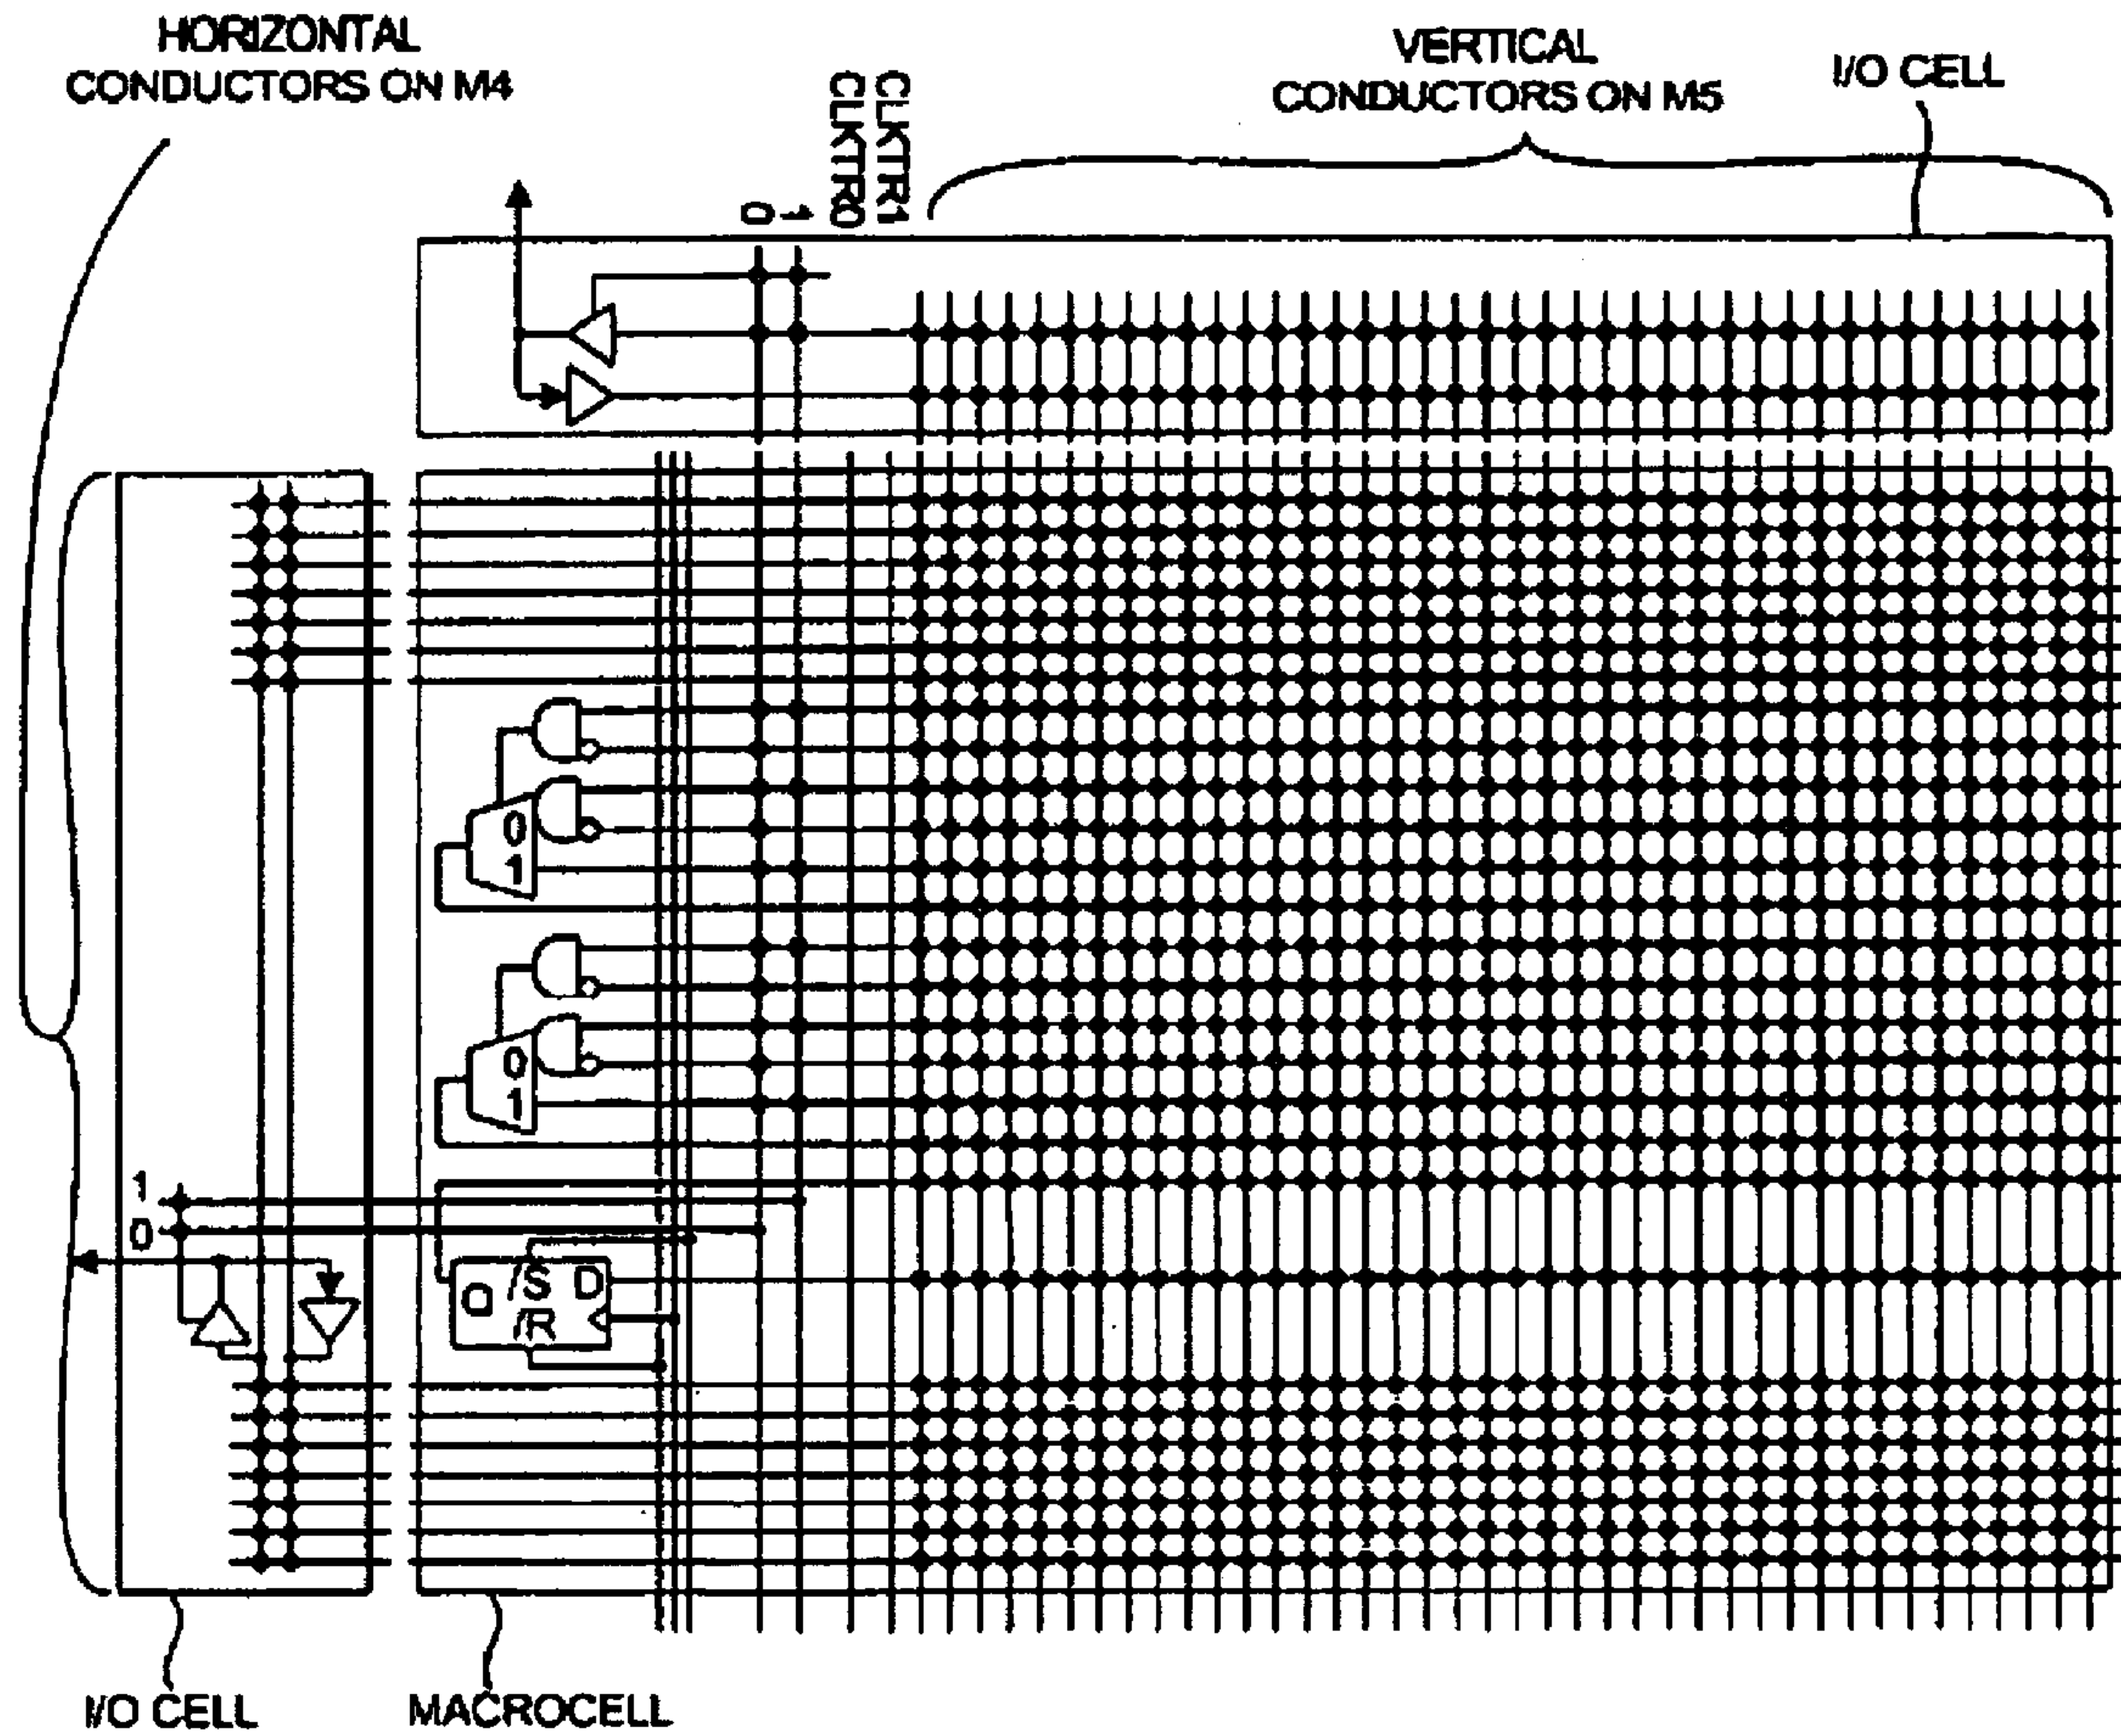 HORIZONTAL
CONDUCTORS ON M4
VERTICAL
CONDUCTORS ON M5
I/O CELL
CLKTR1
CLKTR0
0 1
0
1
0
1
1
0
Q /S D
/R
I/O CELL
MACROCELL